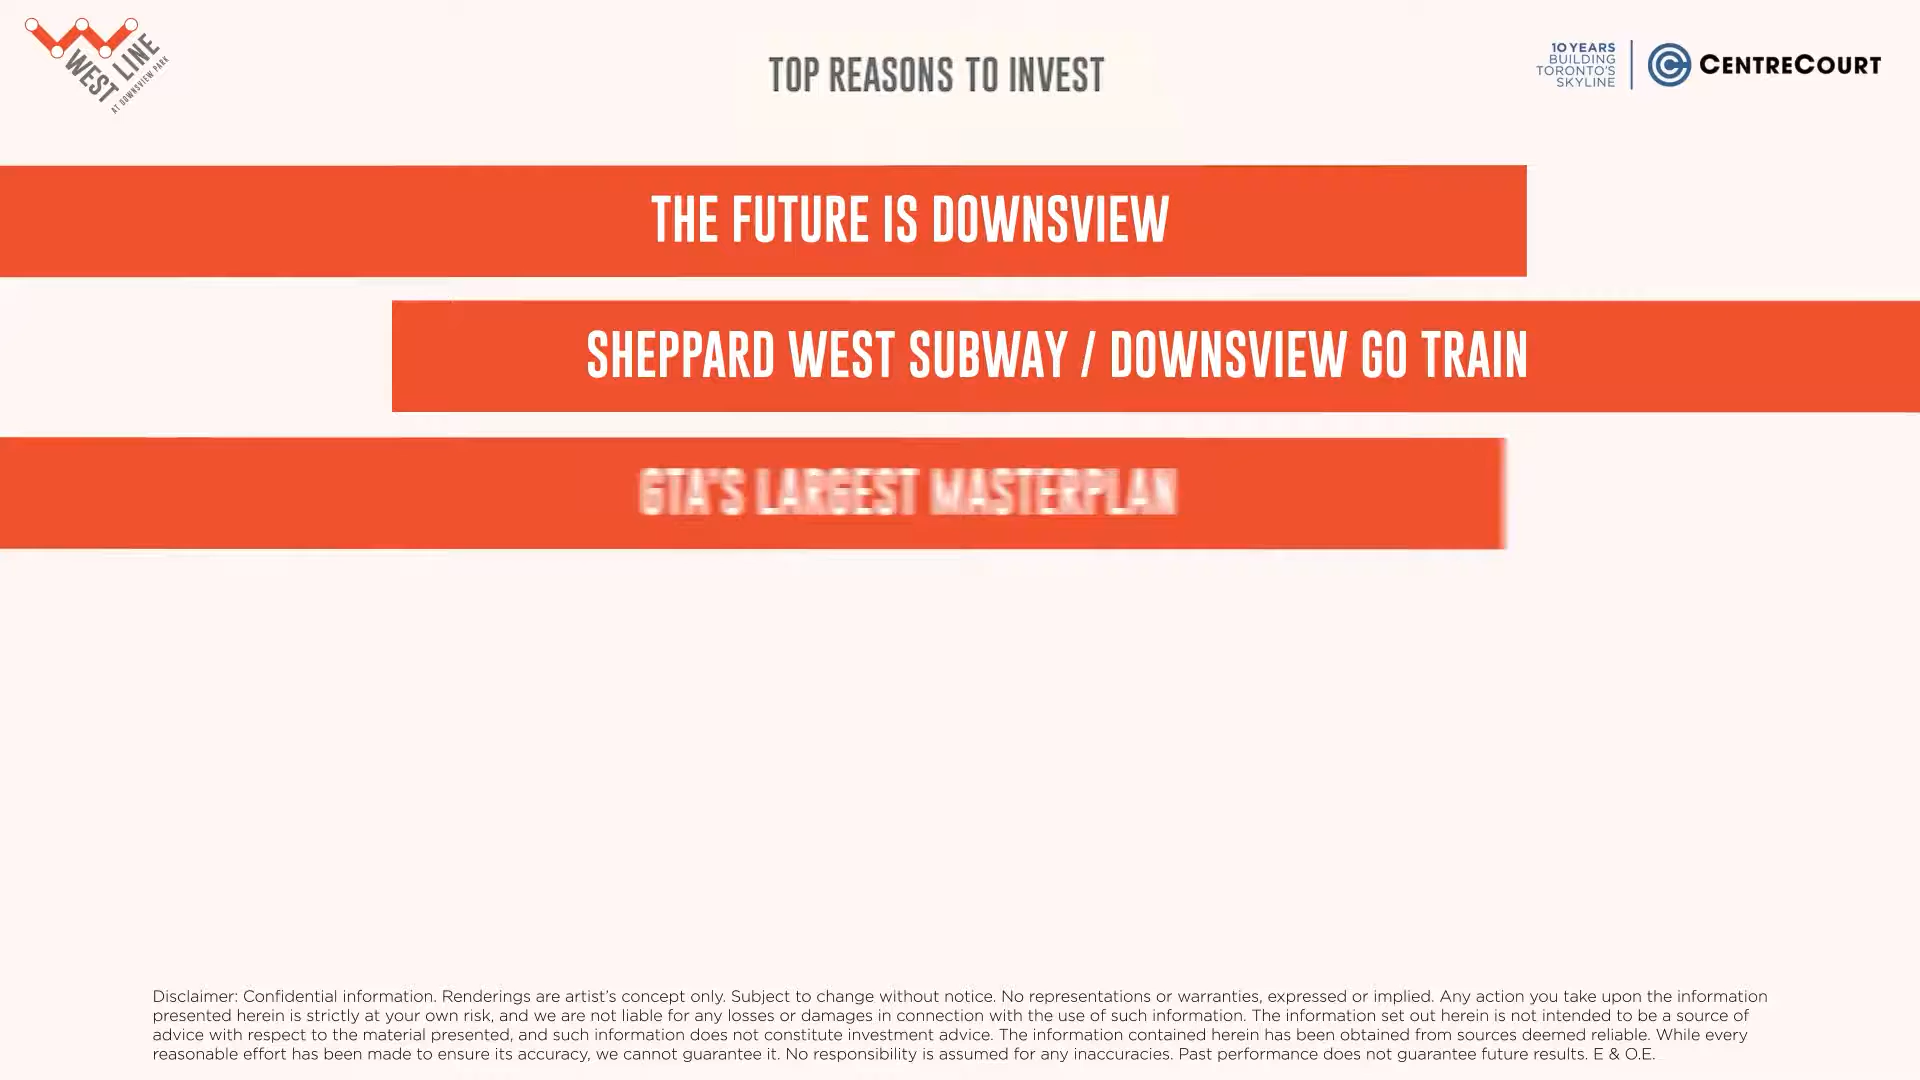 WEST LINE
AT DOWNSVIEW PARK
TOP REASONS TO INVEST
10 YEARS
BUILDING
TORONTO'S
SKYLINE
CENTRECOURT
THE FUTURE IS DOWNSVIEW
SHEPPARD WEST SUBWAY / DOWNSVIEW GO TRAIN
GTA'S LARGEST MASTERPLAN
Disclaimer: Confidential information. Renderings are artist's concept only. Subject to change without notice. No representations or warranties, expressed or implied. Any action you take upon the information
presented herein is strictly at your own risk, and we are not liable for any losses or damages in connection with the use of such information. The information set out herein is not intended to be a source of
advice with respect to the material presented, and such information does not constitute investment advice. The information contained herein has been obtained from sources deemed reliable. While every
reasonable effort has been made to ensure its accuracy, we cannot guarantee it. No responsibility is assumed for any inaccuracies. Past performance does not guarantee future results. E & O.E.